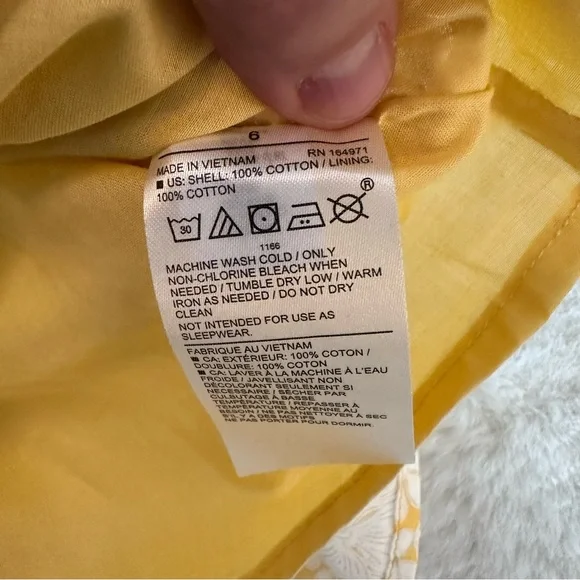 6
MADE IN VIETNAM RN 164971
■ US: SHELL: 100% COTTON / LINING:
100% COTTON
30
®
1166
MACHINE WASH COLD / ONLY
NON-CHLORINE BLEACH WHEN
NEEDED / TUMBLE DRY LOW / WARM
IRON AS NEEDED / DO NOT DRY
CLEAN
NOT INTENDED FOR USE AS
SLEEPWEAR.
FABRIQUE AU VIETNAM
■ CA: EXTÉRIEUR: 100% COTON /
DOUBLURE: 100% COTON
■ CA: LAVER À LA MACHINE À L'EAU
FROIDE / JAVELLISANT NON
DÉCOLORANT SEULEMENT SI
NÉCESSAIRE / SÉCHER PAR
CULBUTAGE À BASSE
TEMPÉRATURE / REPASSER À
TEMPÉRATURE MOYENNE AU
BESOIN / NE PAS NETTOYER À SEC
S'IL Y A DES MOTIFS
NE PAS PORTER POUR DORMIR.